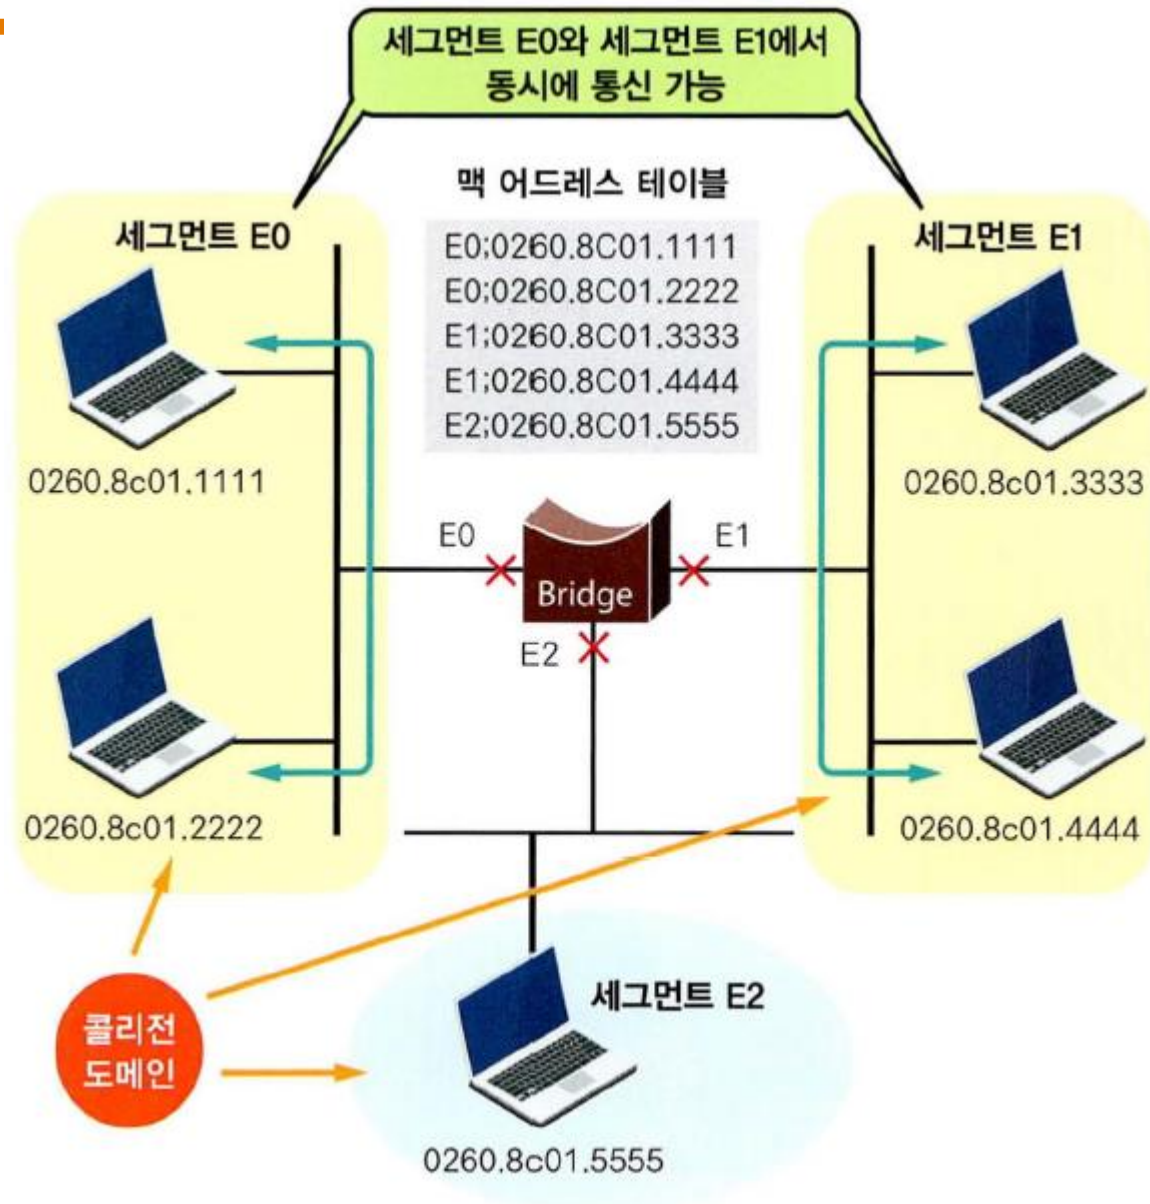 세그먼트 E0와 세그먼트 E1에서
동시에 통신 가능
맥 어드레스 테이블
세그먼트 E0
세그먼트 E1
E0;0260.8C01.1111
E0;0260.8C01.2222
E1;0260.8C01.3333
E1;0260.8C01.4444
E2;0260.8C01.5555
0260.8c01.1111
0260.8c01.3333
E0
E1
Bridge
E2
0260.8c01.2222
0260.8c01.4444
세그먼트 E2
콜리전
도메인
0260.8c01.5555